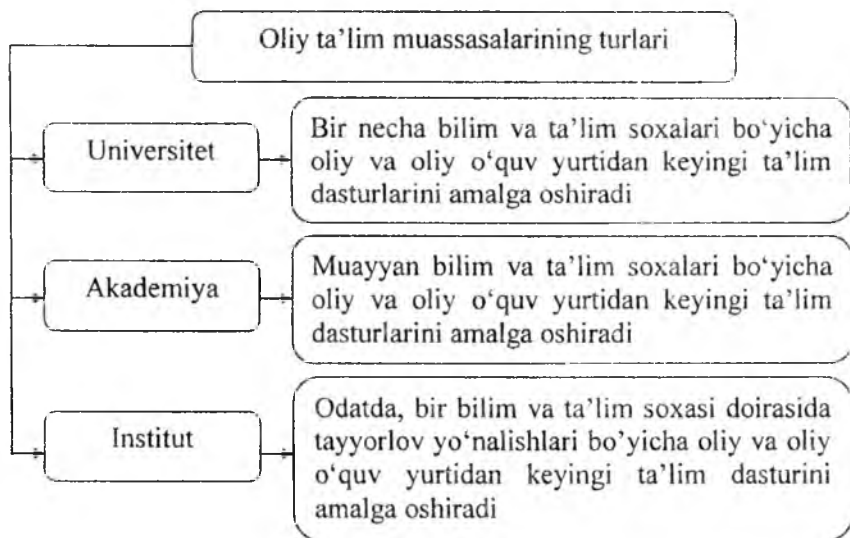 Oliy ta’lim muassasalarining turlari
Universitet
Bir necha bilim va ta’lim soxalari bo‘yicha
oliy va oliy o‘quv yurtidan keyingi ta’lim
dasturlarini amalga oshiradi
Akademiya
Muayyan bilim va ta’lim soxalari bo‘yicha
oliy va oliy o‘quv yurtidan keyingi ta’lim
dasturlarini amalga oshiradi
Institut
Odatda, bir bilim va ta’lim soxasi doirasida
tayyorlov yo‘nalishlari bo’yicha oliy va oliy
o‘quv yurtidan keyingi ta’lim dasturini
amalga oshiradi